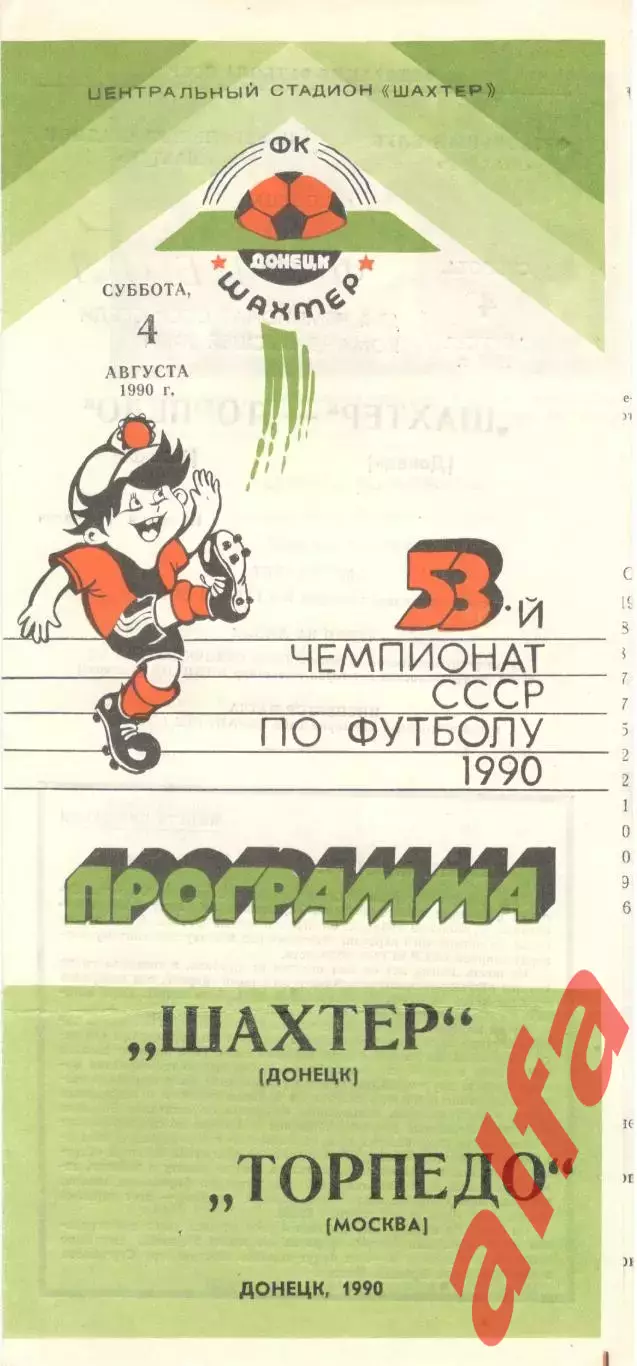 ЦЕНТРАЛЬНЫЙ СТАДИОН «ШАХТЕР»
ФК
ДОНЕЦК
ШАХТЕР
СУББОТА,
4
АВГУСТА
1990 г.
53-Й
ЧЕМПИОНАТ
СССР
ПО ФУТБОЛУ
1990
ПРОГРАММА
„ШАХТЕР“
(ДОНЕЦК)
„ТОРПЕДО“
(МОСКВА)
ДОНЕЦК, 1990
alfa